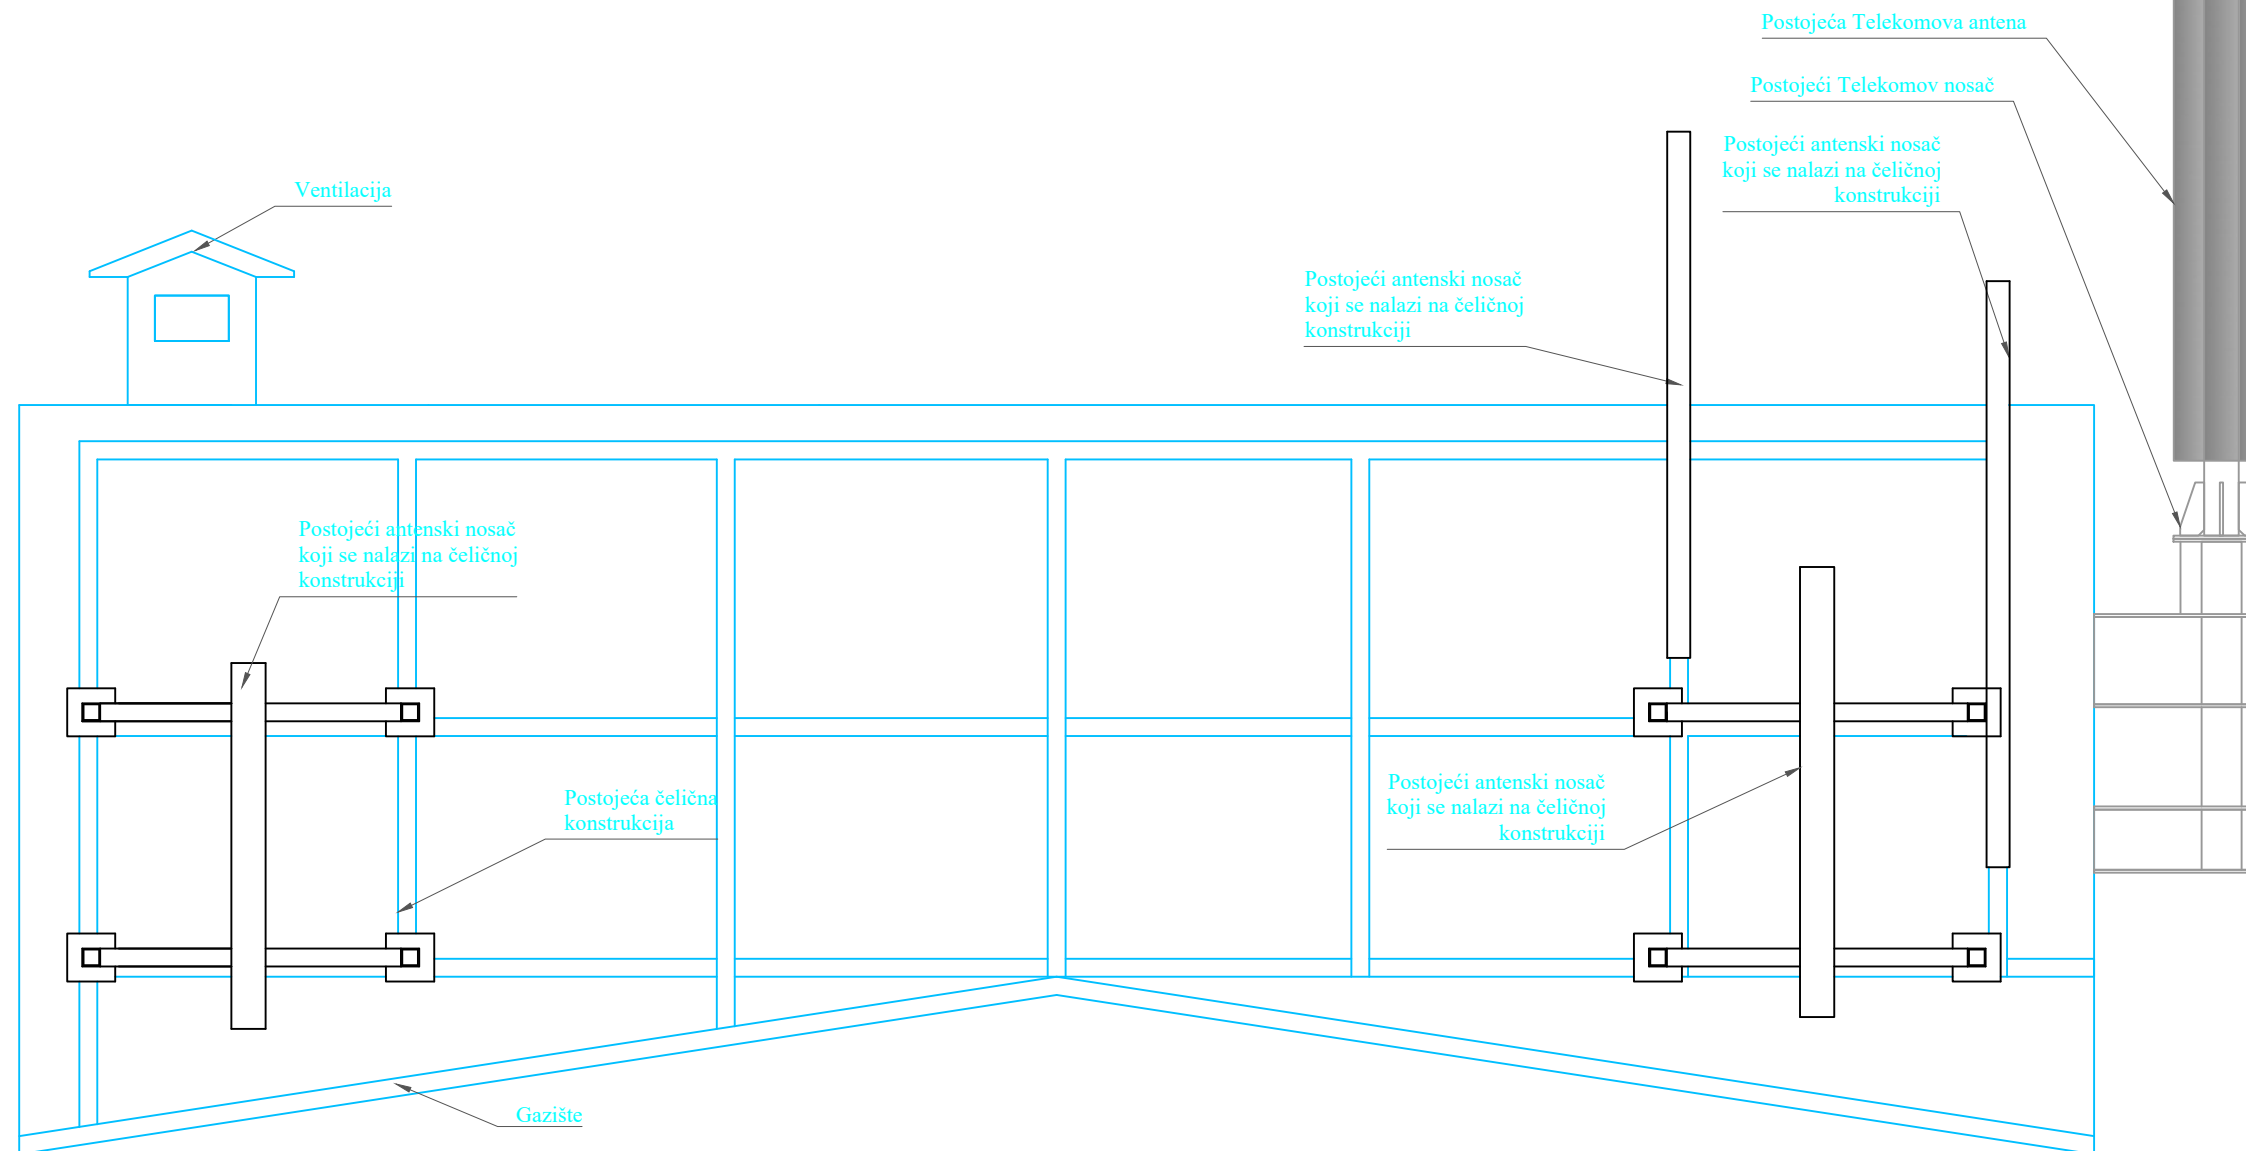 Postojeća Telekomova antena
Postojeći Telekomov nosač
Postojeći antenski nosač
koji se nalazi na čeličnoj
konstrukciji
Ventilacija
Postojeći antenski nosač
koji se nalazi na čeličnoj
konstrukciji
Postojeći antenski nosač
koji se nalazi na čeličnoj
konstrukciji
Postojeći antenski nosač
koji se nalazi na čeličnoj
konstrukciji
Postojeća čelična
konstrukcija
Gazište